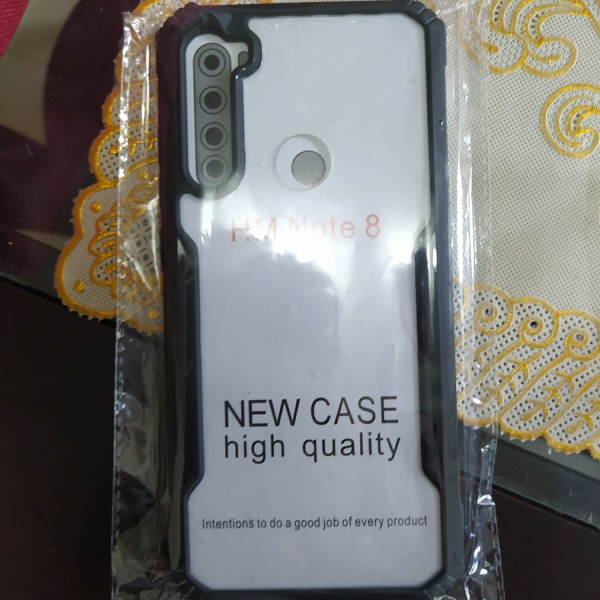 HM Note 8
NEW CASE
high quality
Intentions to do a good job of every product